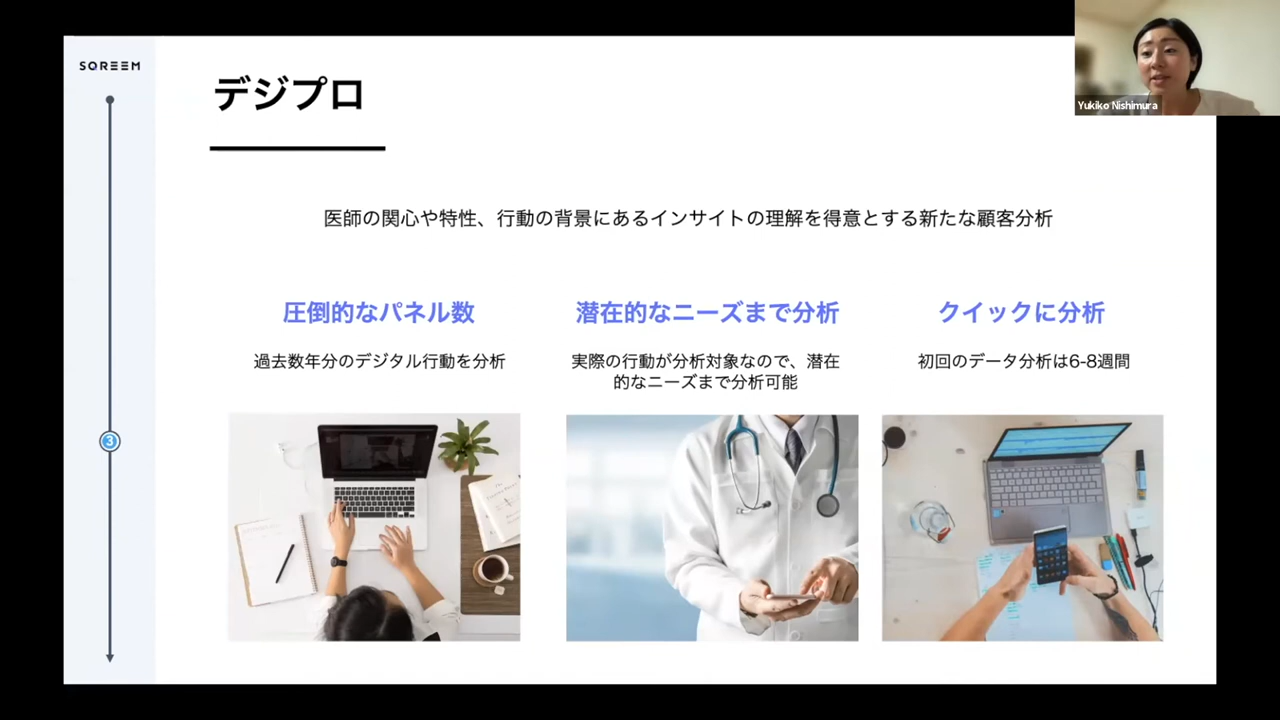 SQREEM
デジプロ
Yukiko Nishimura
医師の関心や特性、行動の背景にあるインサイトの理解を得意とする新たな顧客分析
圧倒的なパネル数
過去数年分のデジタル行動を分析
潜在的なニーズまで分析
実際の行動が分析対象なので、潜在
的なニーズまで分析可能
クイックに分析
初回のデータ分析は6-8週間
3